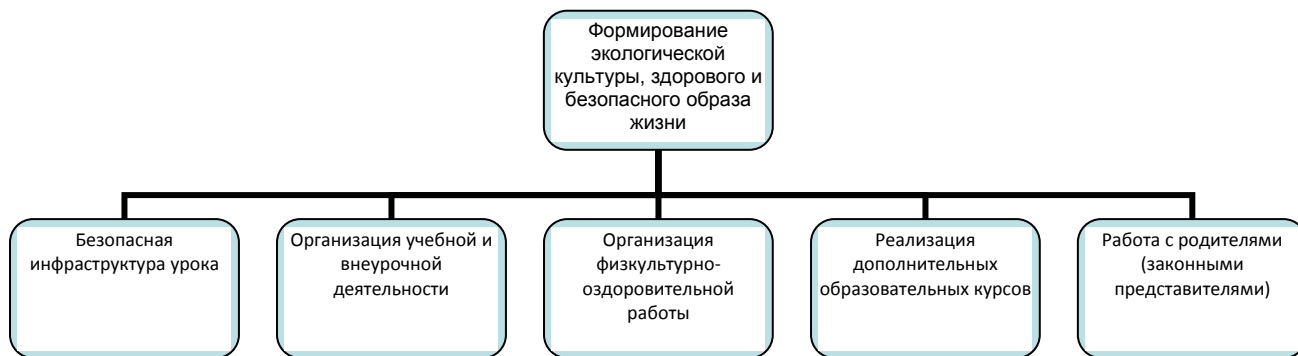 Формирование
экологической
культуры, здорового и
безопасного образа
жизни
Безопасная
инфраструктура урока
Организация учебной и
внеурочной
деятельности
Организация
физкультурно-
оздоровительной
работы
Реализация
дополнительных
образовательных курсов
Работа с родителями
(законными
представителями)